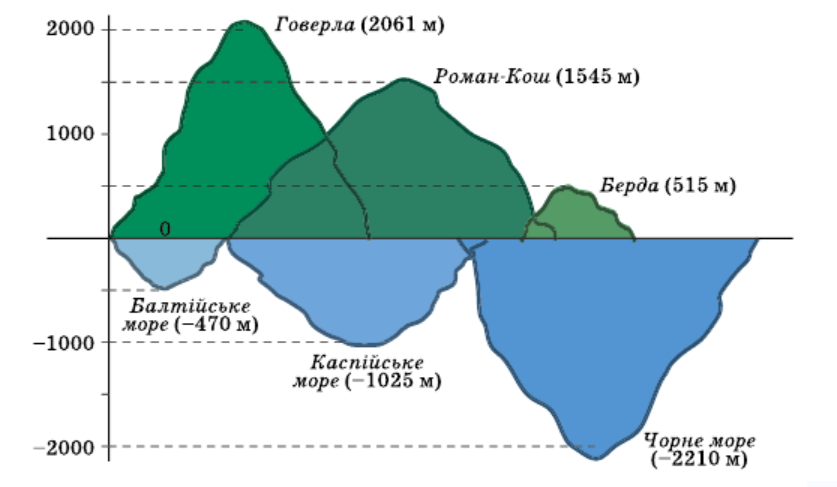 2000
Говерла (2061 м)
Роман-Кош (1545 м)
1000
Берда (515 м)
0
Балтійське
море (−470 м)
−1000
Каспійське
море (−1025 м)
−2000
Чорне море
(−2210 м)